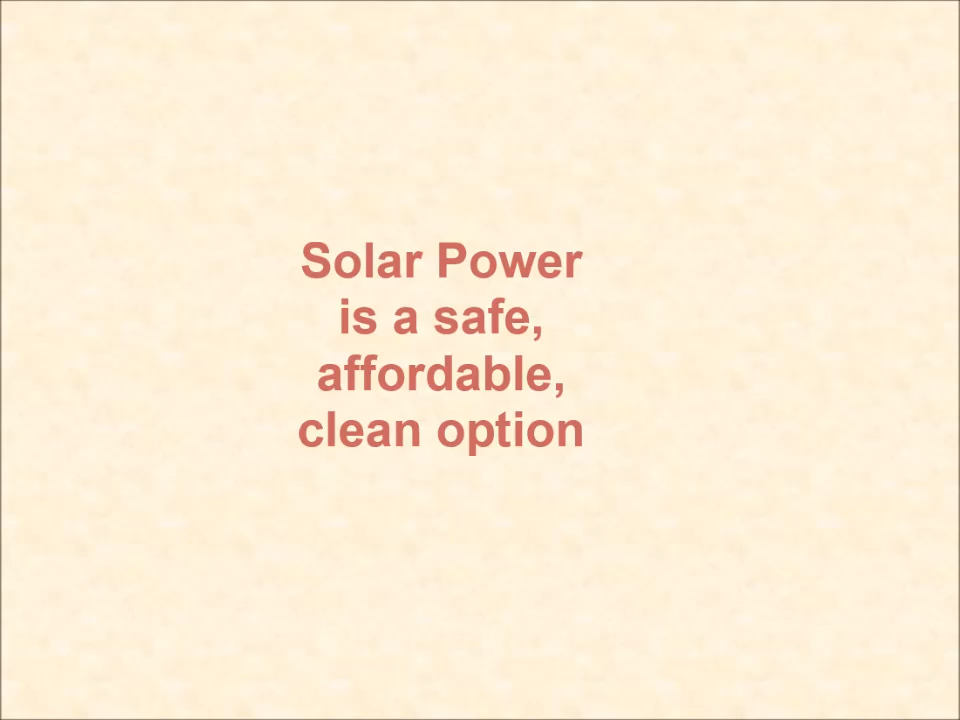 Solar Power
is a safe,
affordable,
clean option